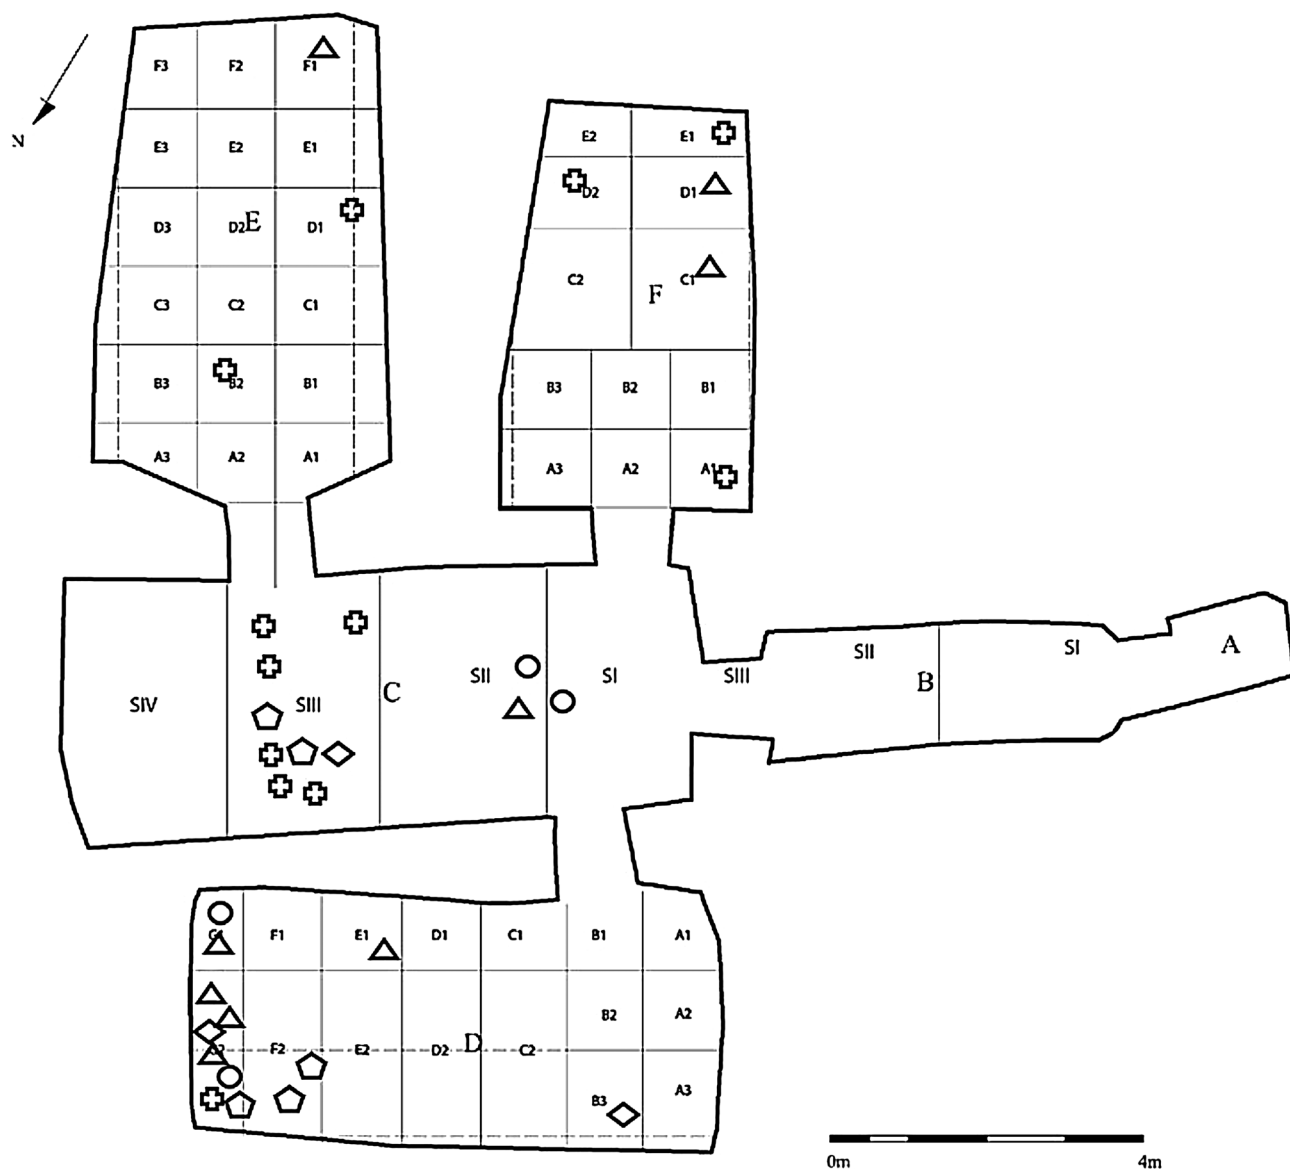 F3 F2 F1
N
E3 E2 E1
D3 D2 E D1
C3 C2 C1
B3 B2 B1
A3 A2 A1
E2 E1
D2 D1
C2 C1
F
B3 B2 B1
A3 A2 A1
SIV SIII C SII SI SIII SII B SI A
G1 F1 E1 D1 C1 B1 A1
B2 A2
G2 F2 E2 D2 D C2
B3 A3
0m 4m